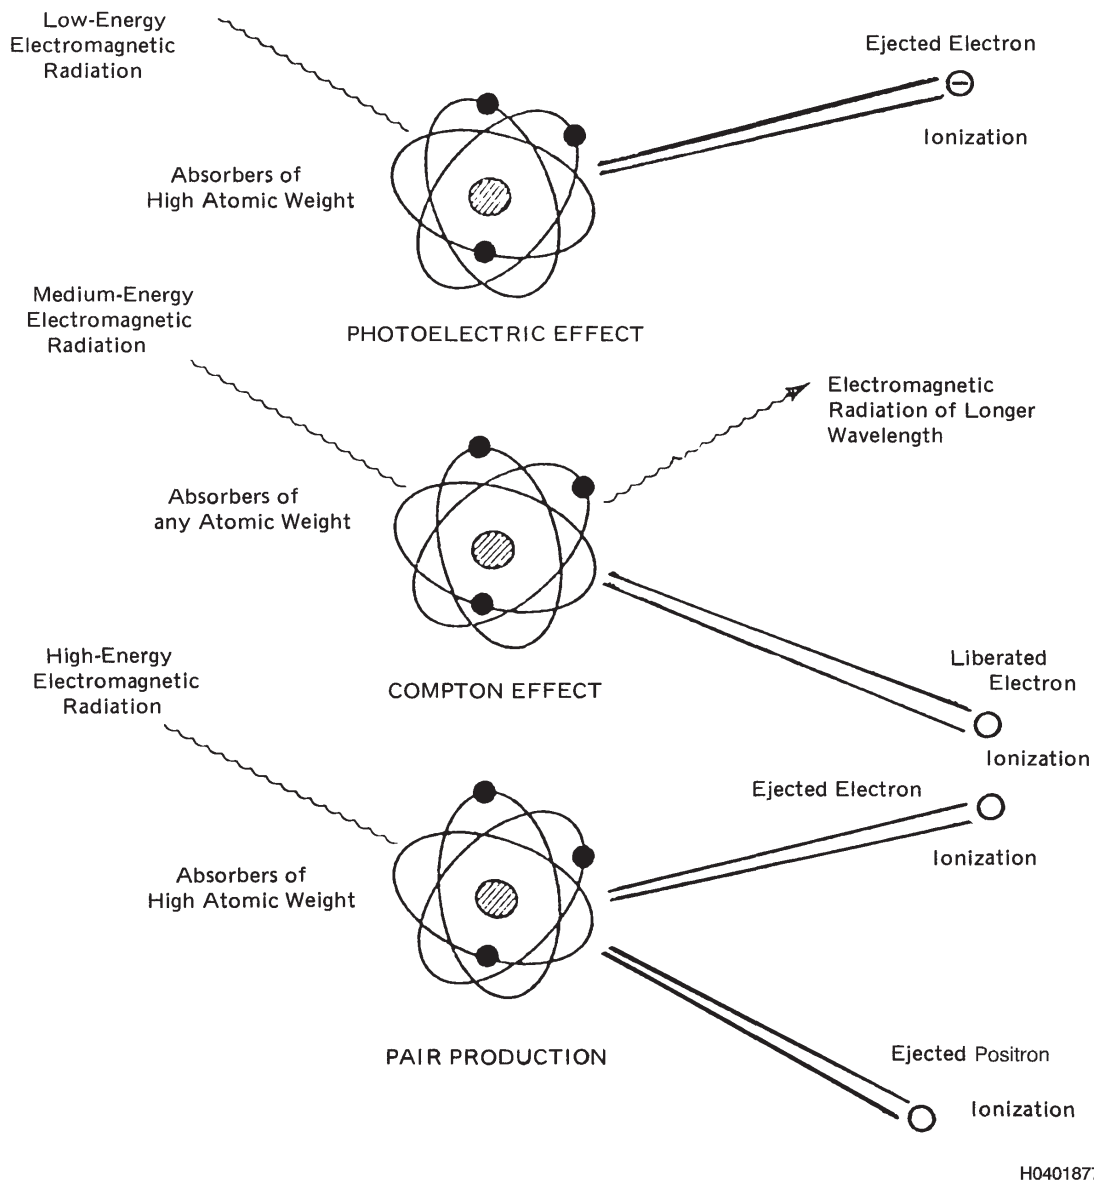 Low-Energy
Electromagnetic
Radiation
Ejected Electron
Ionization
Absorbers of
High Atomic Weight
PHOTOELECTRIC EFFECT
Medium-Energy
Electromagnetic
Radiation
Electromagnetic
Radiation of Longer
Wavelength
Absorbers of
any Atomic Weight
COMPTON EFFECT
Liberated
Electron
Ionization
High-Energy
Electromagnetic
Radiation
Ejected Electron
Ionization
Absorbers of
High Atomic Weight
PAIR PRODUCTION
Ejected Positron
Ionization
H0401877